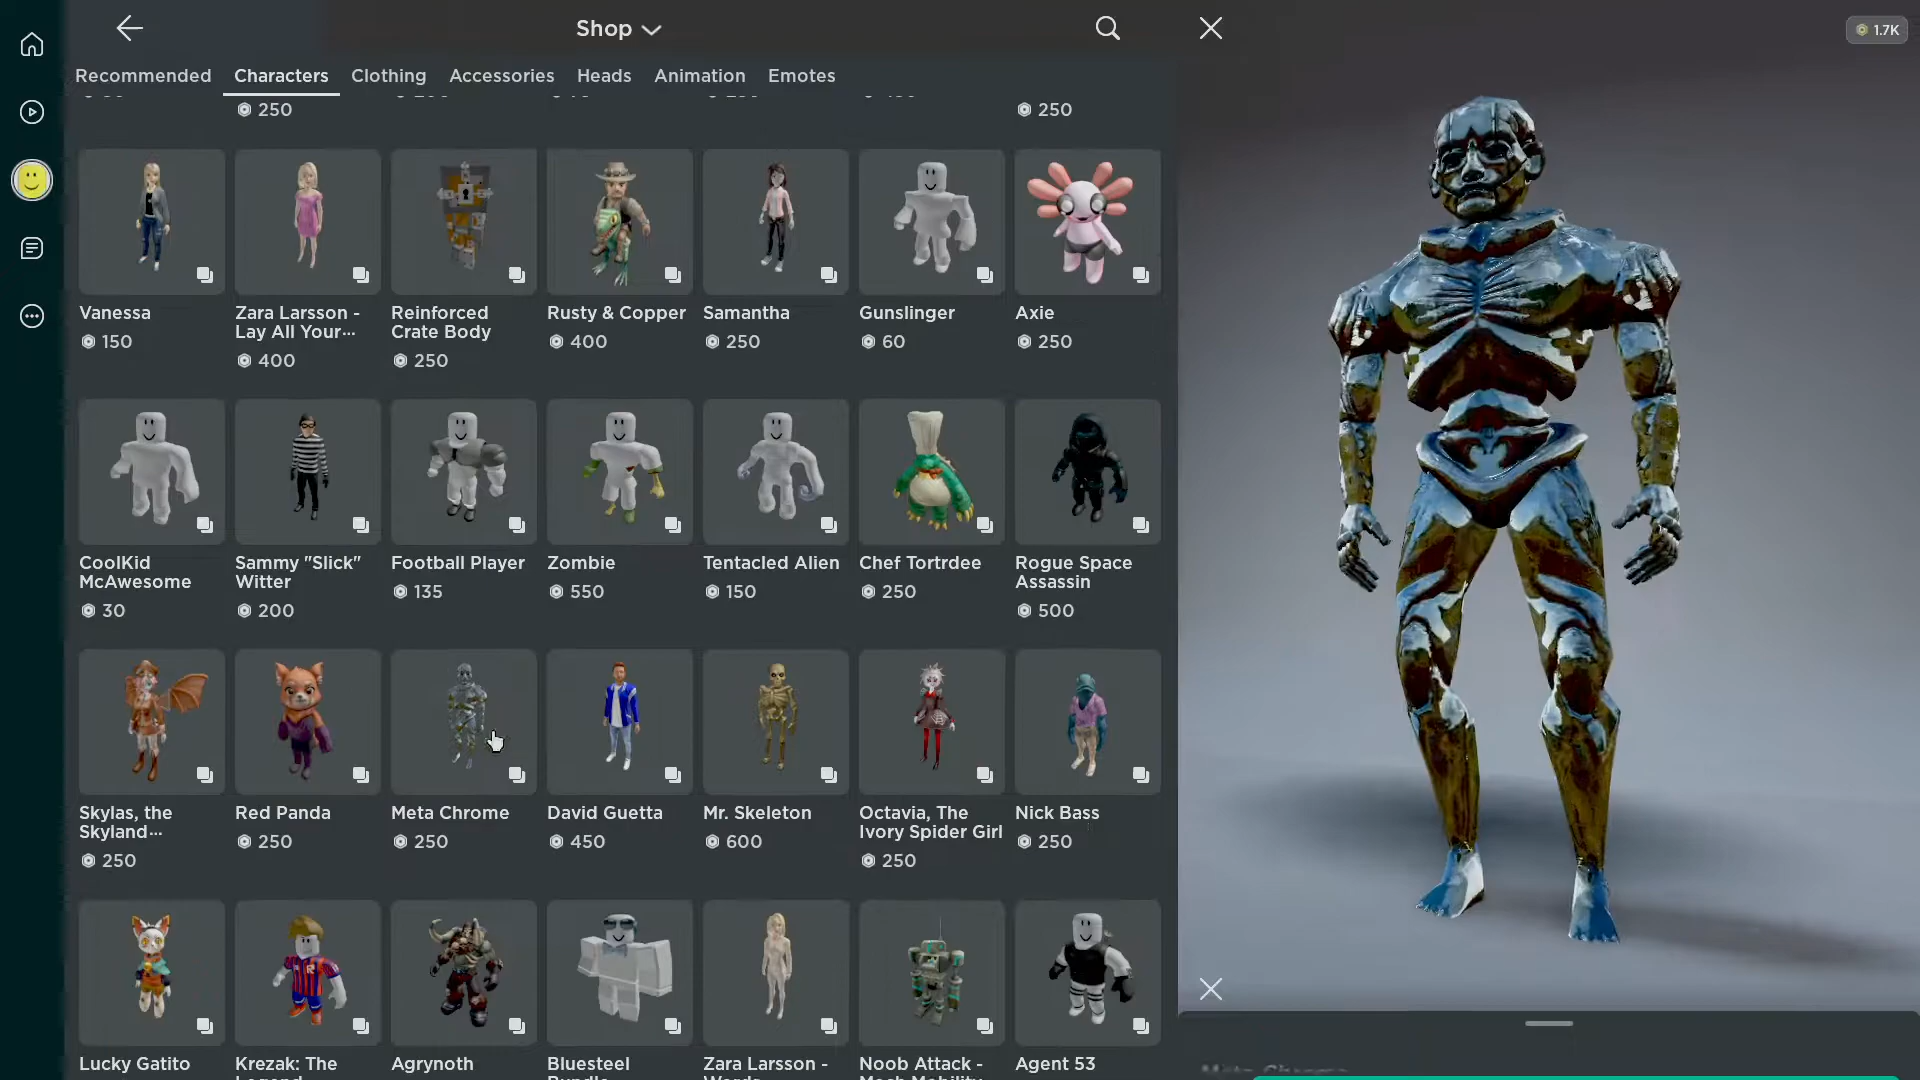 Shop
1.7K
Recommended Characters Clothing Accessories Heads Animation Emotes
250 250
Vanessa
150
Zara Larsson -
Lay All Your...
400
Reinforced
Crate Body
250
Rusty & Copper
400
Samantha
250
Gunslinger
60
Axie
250
CoolKid
McAwesome
30
Sammy "Slick"
Witter
200
Football Player
135
Zombie
550
Tentacled Alien
150
Chef Tortrdee
250
Rogue Space
Assassin
500
Skylas, the
Skyland...
250
Red Panda
250
Meta Chrome
250
David Guetta
450
Mr. Skeleton
600
Octavia, The
Ivory Spider Girl
250
Nick Bass
250
Lucky Gatito
Krezak: The
Agrynoth
Bluesteel
Zara Larsson -
Noob Attack -
Agent 53